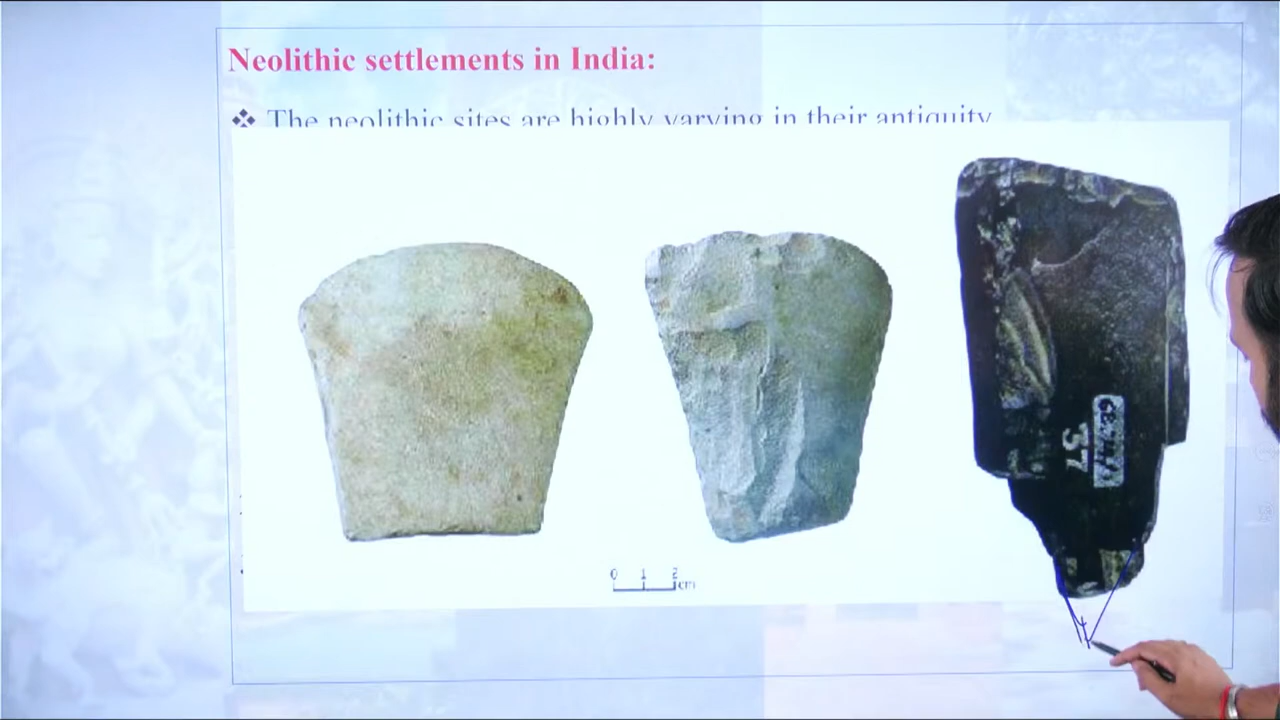 Neolithic settlements in India:
❖ The neolithic sites are highly varying in their antiquity
0 1 2
cm
37